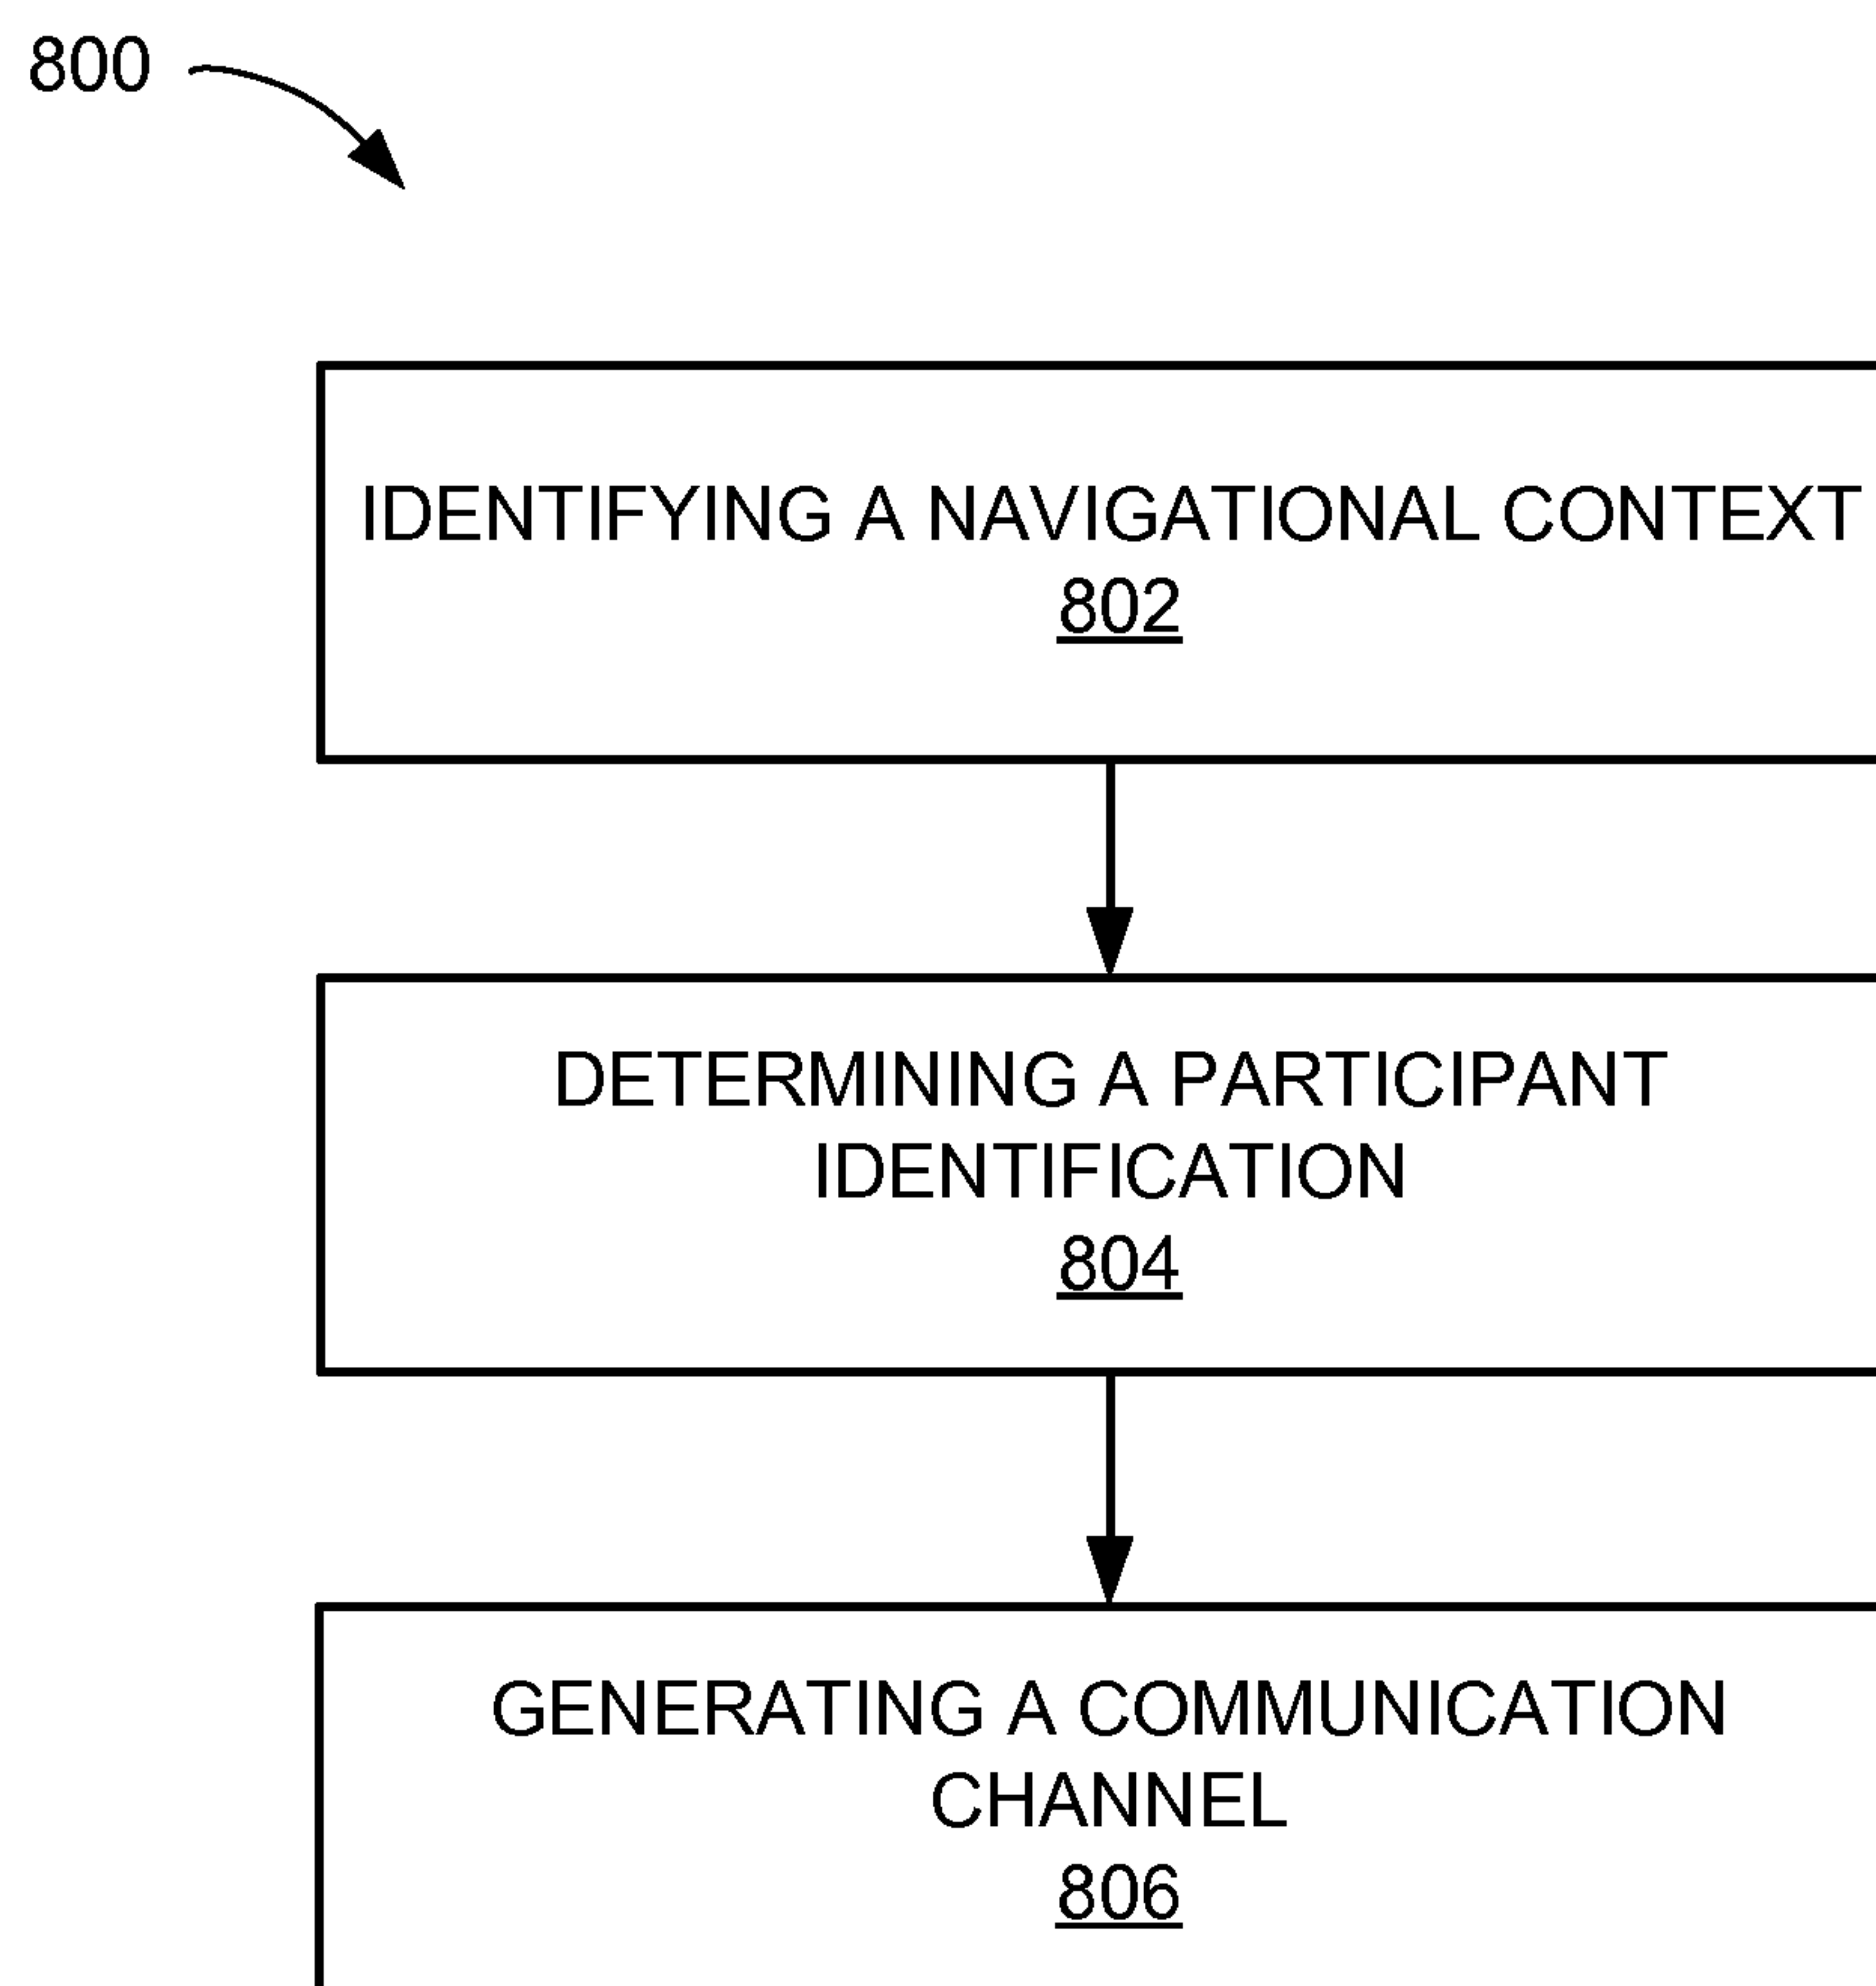 800
IDENTIFYING A NAVIGATIONAL CONTEXT
802
DETERMINING A PARTICIPANT
IDENTIFICATION
804
GENERATING A COMMUNICATION
CHANNEL
806